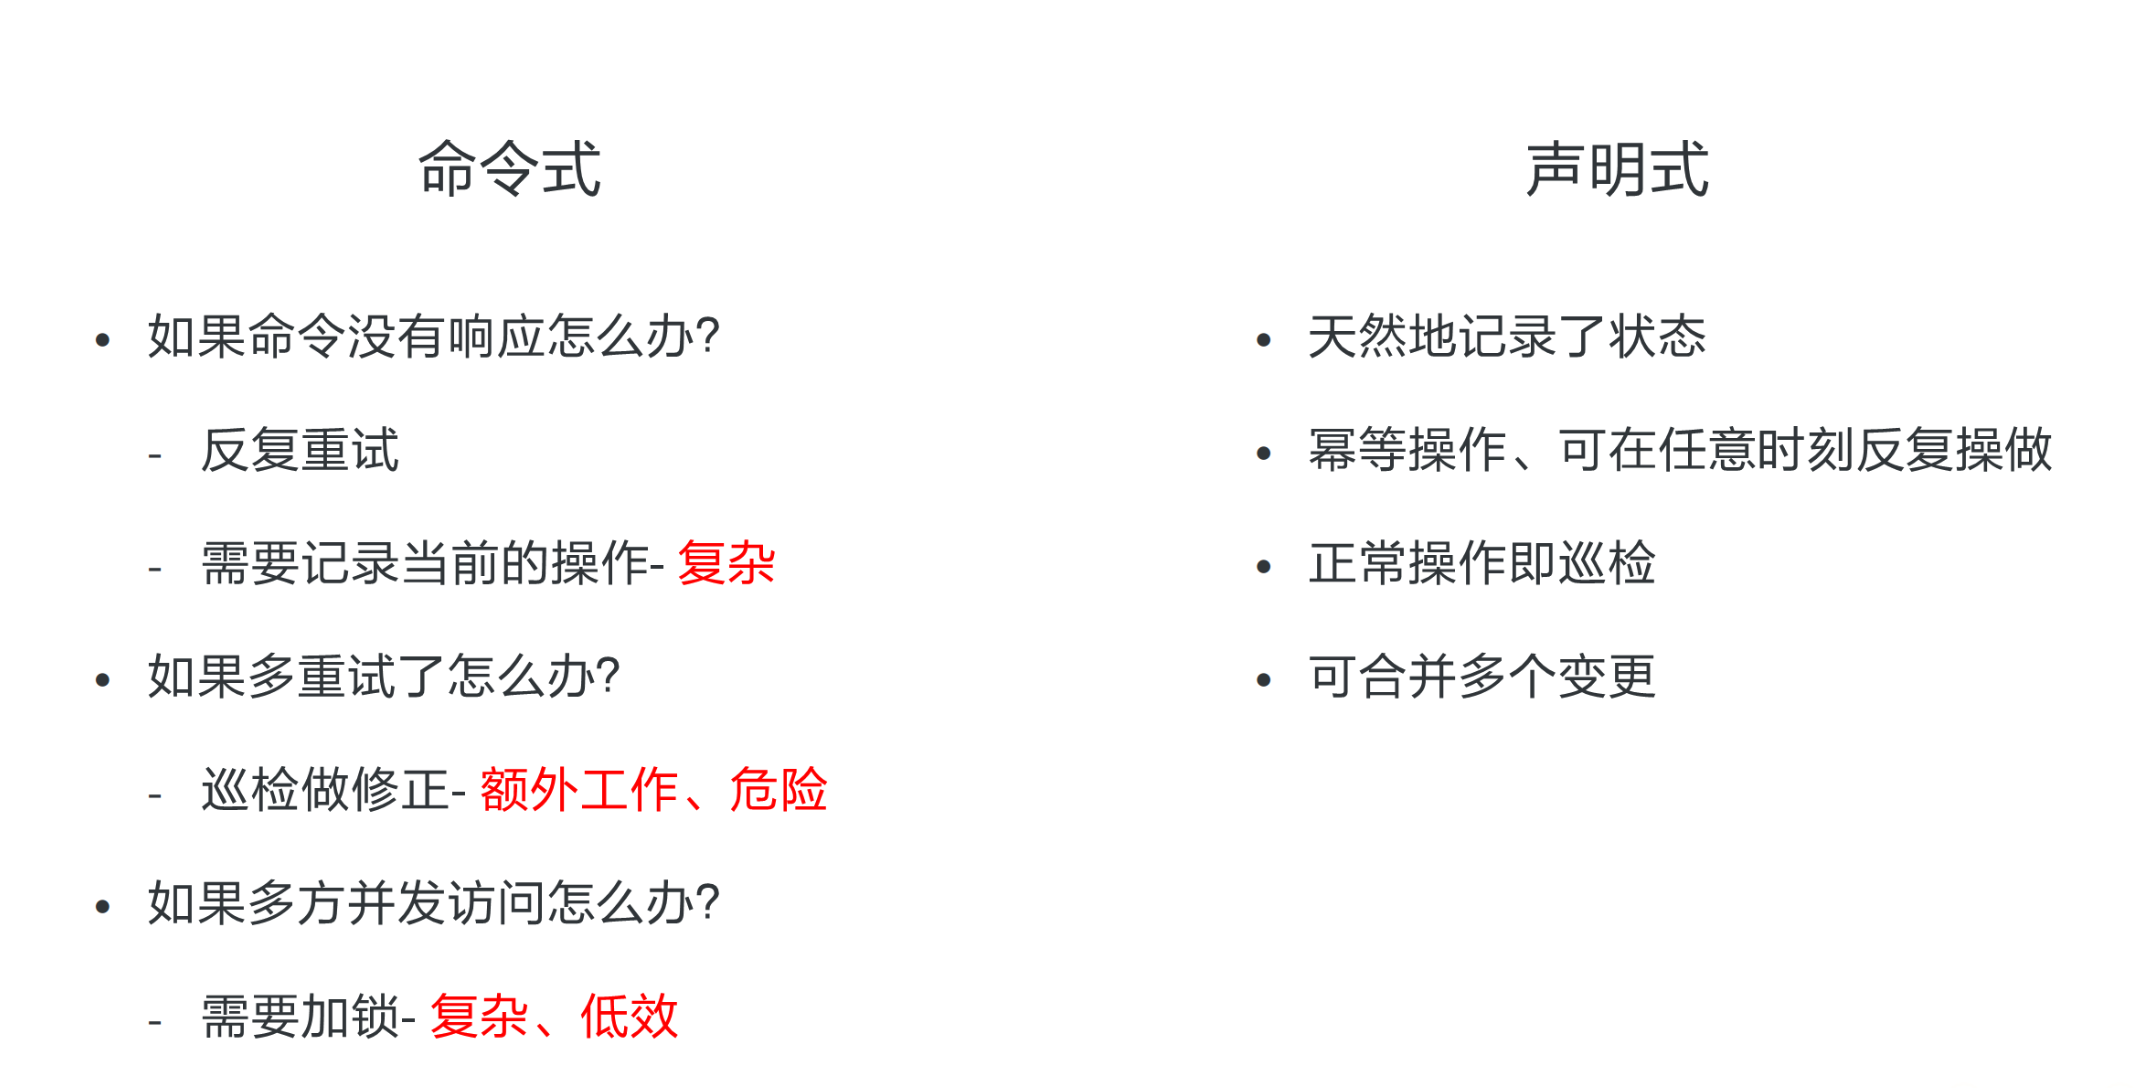 命令式
• 如果命令没有响应怎么办?
- 反复重试
- 需要记录当前的操作- 复杂
• 如果多重试了怎么办?
- 巡检做修正- 额外工作、危险
• 如果多方并发访问怎么办?
- 需要加锁- 复杂、低效
声明式
• 天然地记录了状态
• 幂等操作、可在任意时刻反复操做
• 正常操作即巡检
• 可合并多个变更